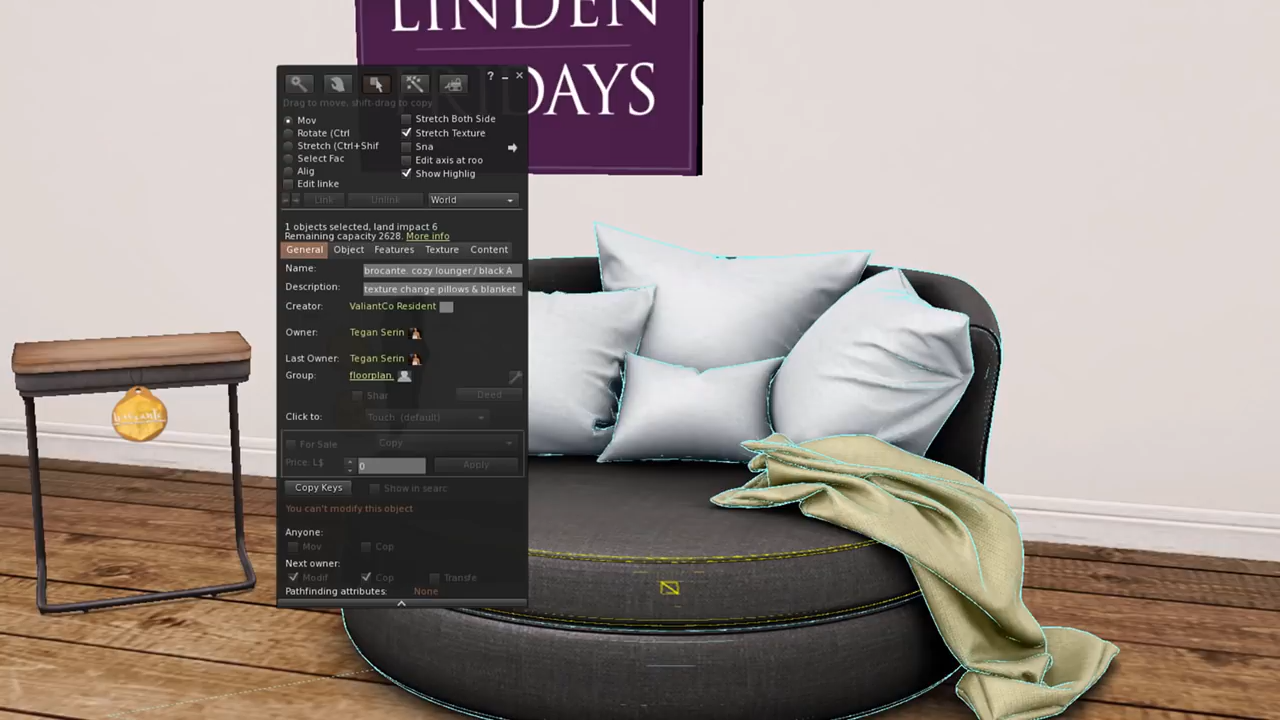 LINDEN
FRIDAYS
? _ ×
Drag to move, shift-drag to copy
Mov
Rotate (Ctrl
Stretch (Ctrl+Shif
Select Fac
Alig
Edit linke
Stretch Both Side
Stretch Texture
Sna
Edit axis at roo
Show Highlig
Link
Unlink
World
1 objects selected, land impact 6
Remaining capacity 2628. More info
General Object Features Texture Content
Name: brocante. cozy lounger / black A
Description: texture change pillows & blanket
Creator: ValiantCo Resident
Owner: Tegan Serin
Last Owner: Tegan Serin
Group: floorplan.
Shar
Deed
Click to: Touch (default)
For Sale Copy
Price: L$ 0 Apply
Copy Keys Show in searc
You can't modify this object
Anyone:
Mov Cop
Next owner:
Modif Cop Transfe
Pathfinding attributes: None